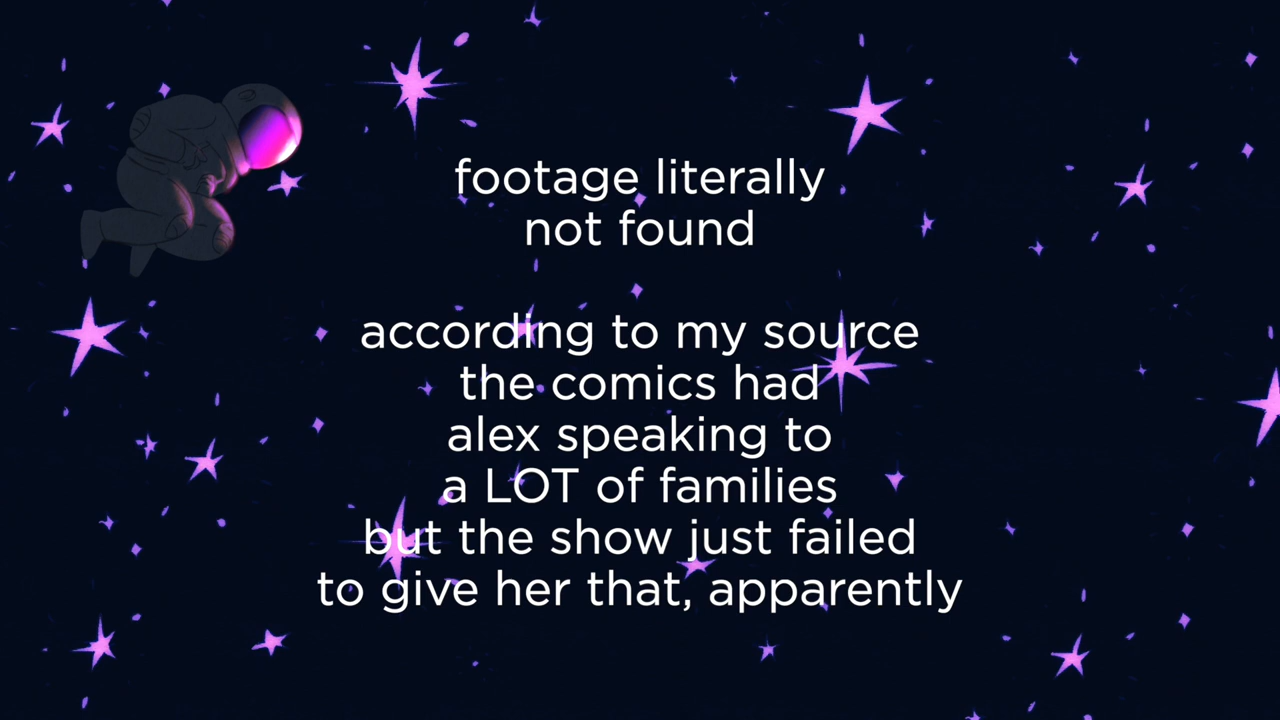 footage literally
not found
according to my source
the comics had
alex speaking to
a LOT of families
but the show just failed
to give her that, apparently